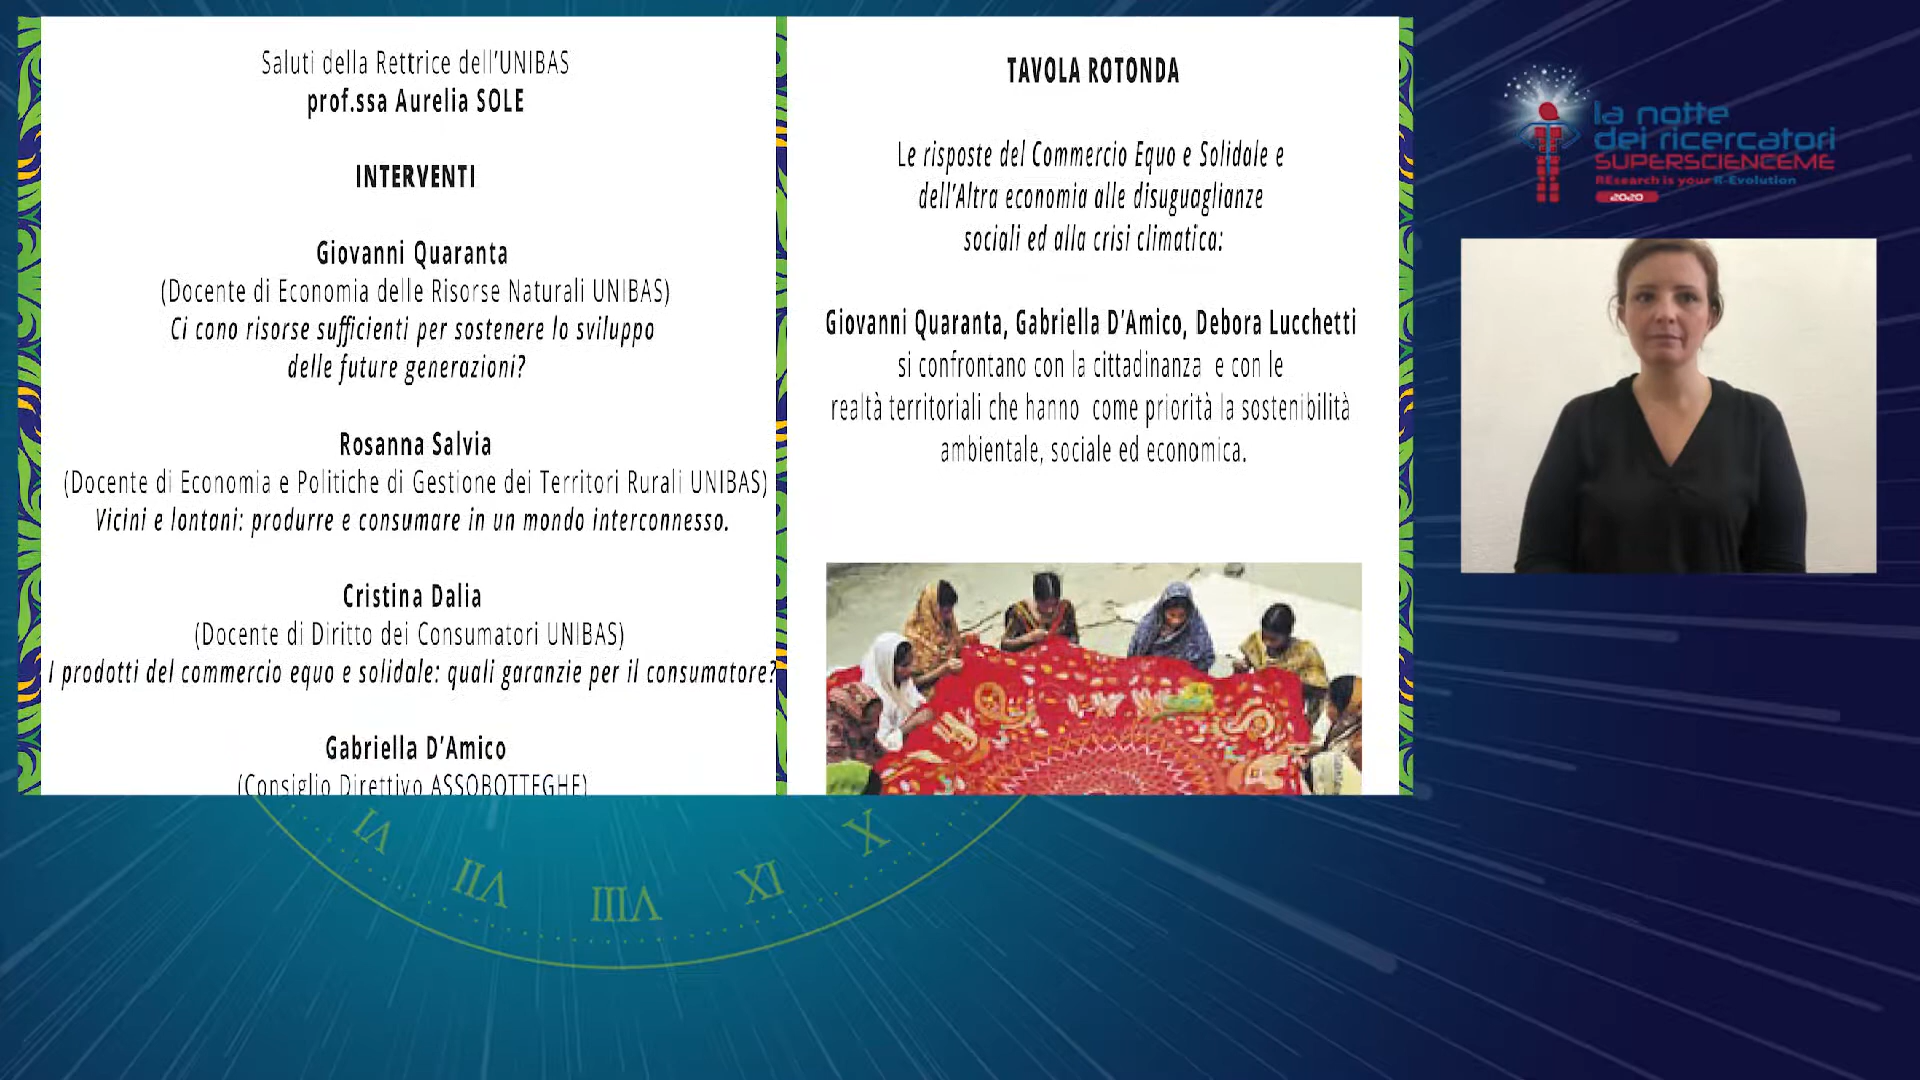 Saluti della Rettrice dell'UNIBAS
prof.ssa Aurelia SOLE
INTERVENTI
Giovanni Quaranta
(Docente di Economia delle Risorse Naturali UNIBAS)
Ci cono risorse sufficienti per sostenere lo sviluppo
delle future generazioni?
Rosanna Salvia
(Docente di Economia e Politiche di Gestione dei Territori Rurali UNIBAS)
Vicini e lontani: produrre e consumare in un mondo interconnesso.
Cristina Dalia
(Docente di Diritto dei Consumatori UNIBAS)
I prodotti del commercio equo e solidale: quali garanzie per il consumatore?
Gabriella D'Amico
(Consiglio Direttivo ASSOBOTTEGHE)
TAVOLA ROTONDA
Le risposte del Commercio Equo e Solidale e
dell'Altra economia alle disuguaglianze
sociali ed alla crisi climatica:
Giovanni Quaranta, Gabriella D'Amico, Debora Lucchetti
si confrontano con la cittadinanza e con le
realtà territoriali che hanno come priorità la sostenibilità
ambientale, sociale ed economica.
la notte
dei ricercatori
SUPERSCIENCEME
REsearch is your R-Evolution
2020
VI
VII
VIII
IX
X